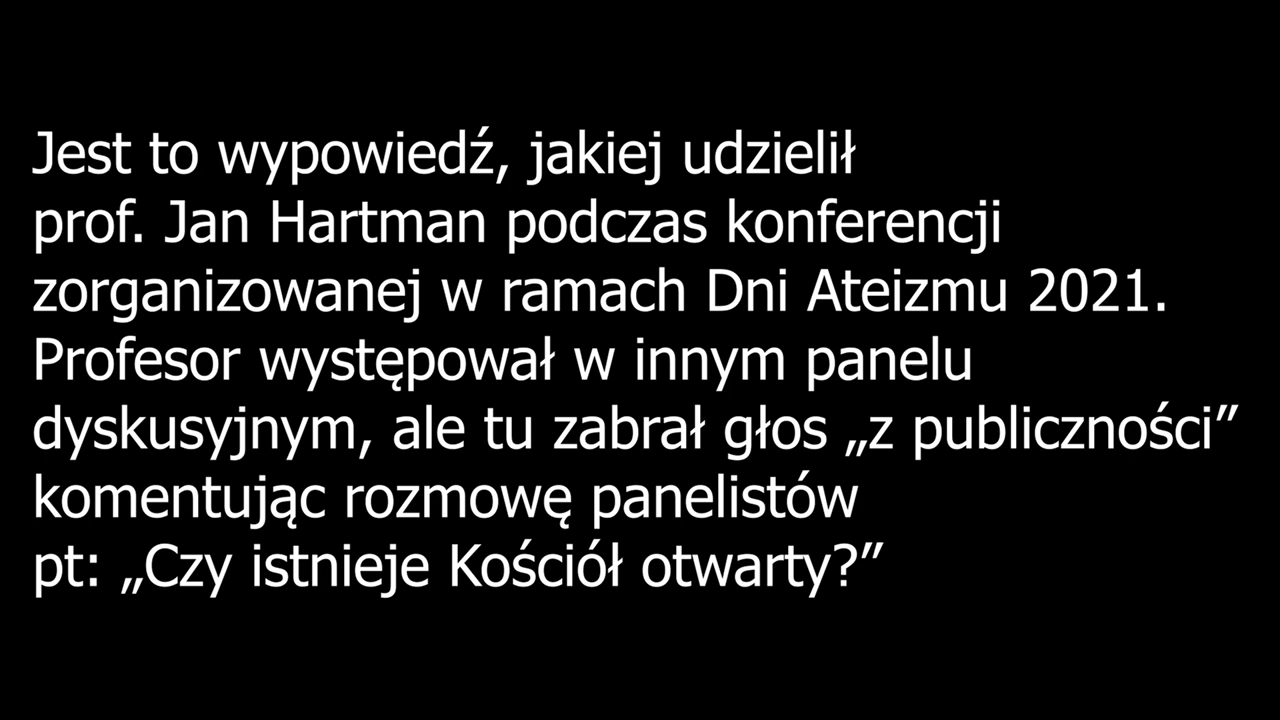 Jest to wypowiedź, jakiej udzielił
prof. Jan Hartman podczas konferencji
zorganizowanej w ramach Dni Ateizmu 2021.
Profesor występował w innym panelu
dyskusyjnym, ale tu zabrał głos „z publiczności”
komentując rozmowę panelistów
pt: „Czy istnieje Kościół otwarty?”